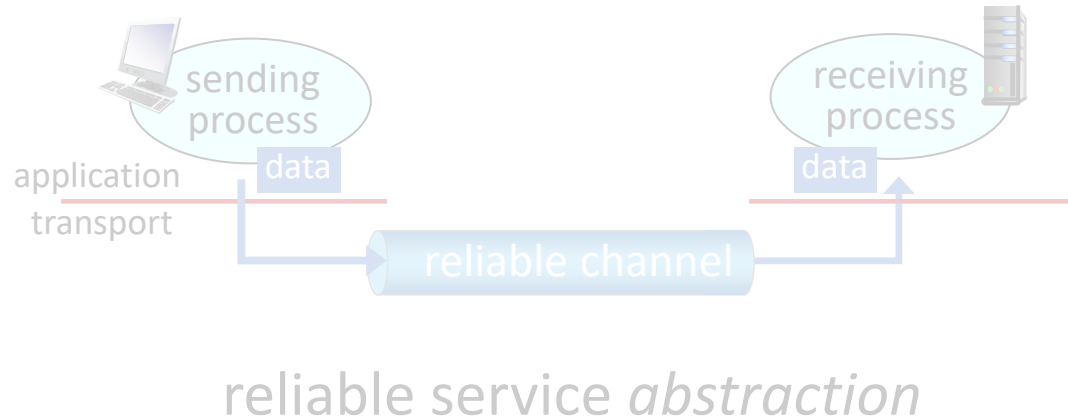 sending
process
data
receiving
process
data
application
transport
reliable channel
reliable service abstraction